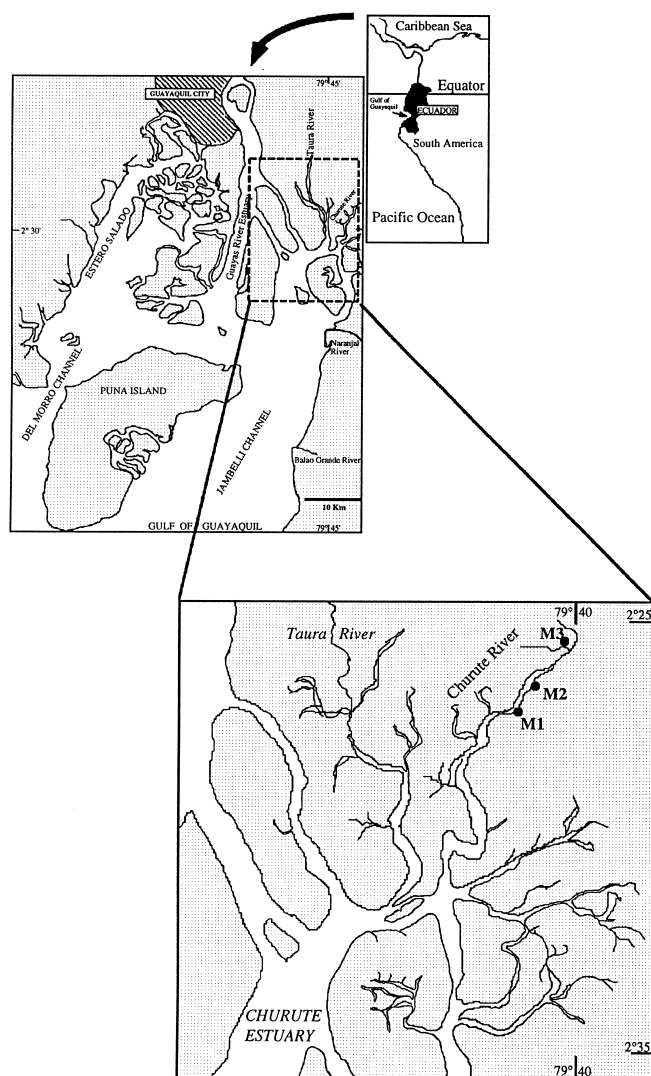 Caribbean Sea
Equator
Gulf of
Guayaquil
ECUADOR
South America
Pacific Ocean
79° 45'
GUAYAQUIL CITY
Taura River
Churute River
2° 30'
ESTERO SALADO
Guayas River Estuary
Naranjal
River
DEL MORRO CHANNEL
PUNA ISLAND
JAMBELLI CHANNEL
Balao Grande River
10 Km
GULF OF GUAYAQUIL
79° 45'
79° 40
2° 25'
Taura River
Churute River
M3
M2
M1
CHURUTE
ESTUARY
2° 35'
79° 40